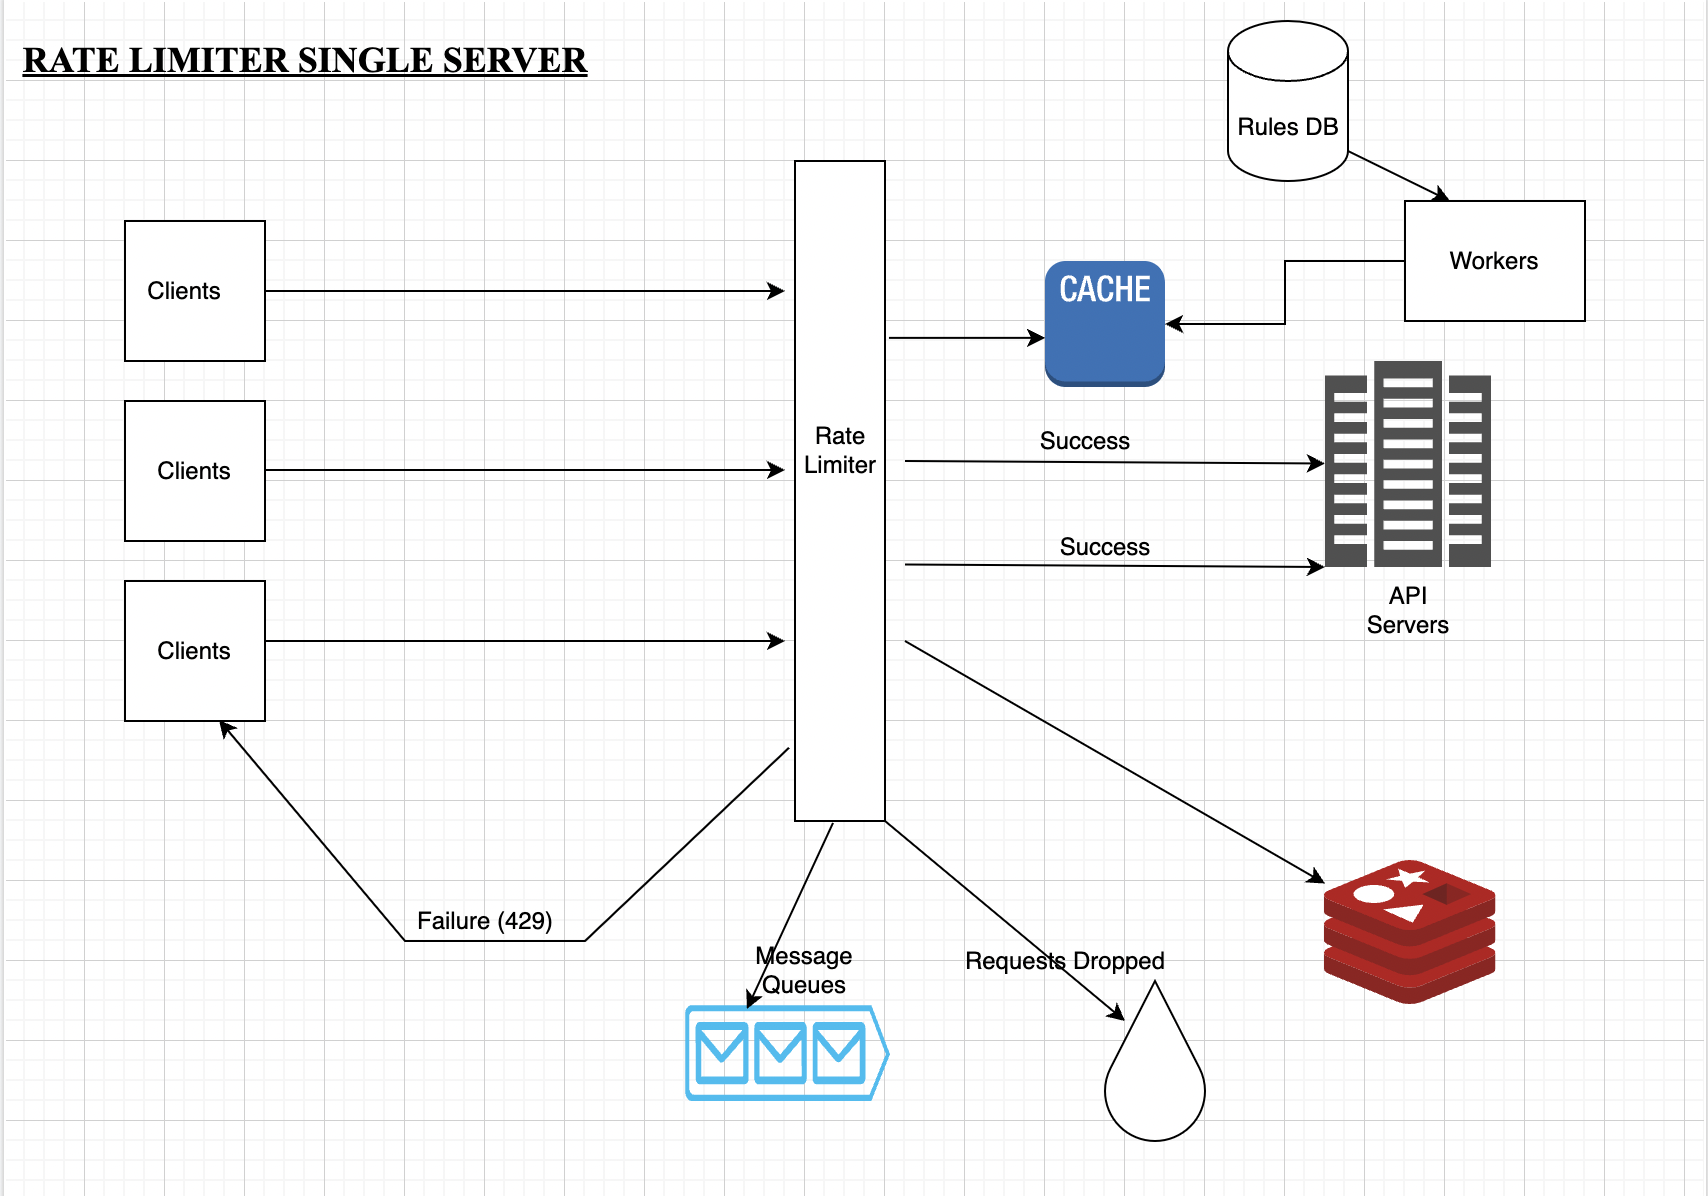 RATE LIMITER SINGLE SERVER
Rules DB
Workers
Clients
CACHE
Rate
Limiter
Success
Clients
Success
API
Servers
Clients
Failure (429)
Message
Queues
Requests Dropped